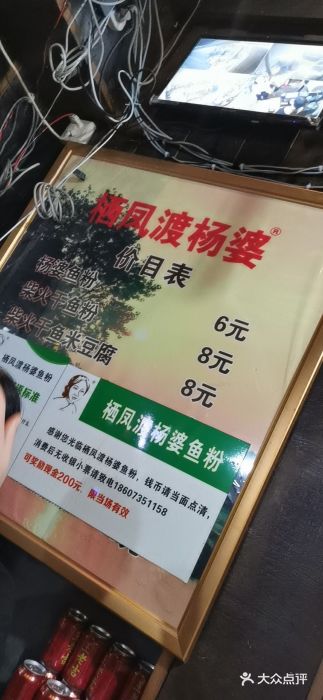 栖凤渡杨婆®
价目表
杨婆鱼粉 6元
柴火干鱼粉 8元
柴火干鱼水豆腐 8元
栖凤渡杨婆鱼粉
标准
栖凤渡杨婆鱼粉
感谢您光临栖凤渡杨婆鱼粉，钱币请当面点清，
消费后无收银小票请致电18607351158
可奖励现金200元，限当场有效
大众点评